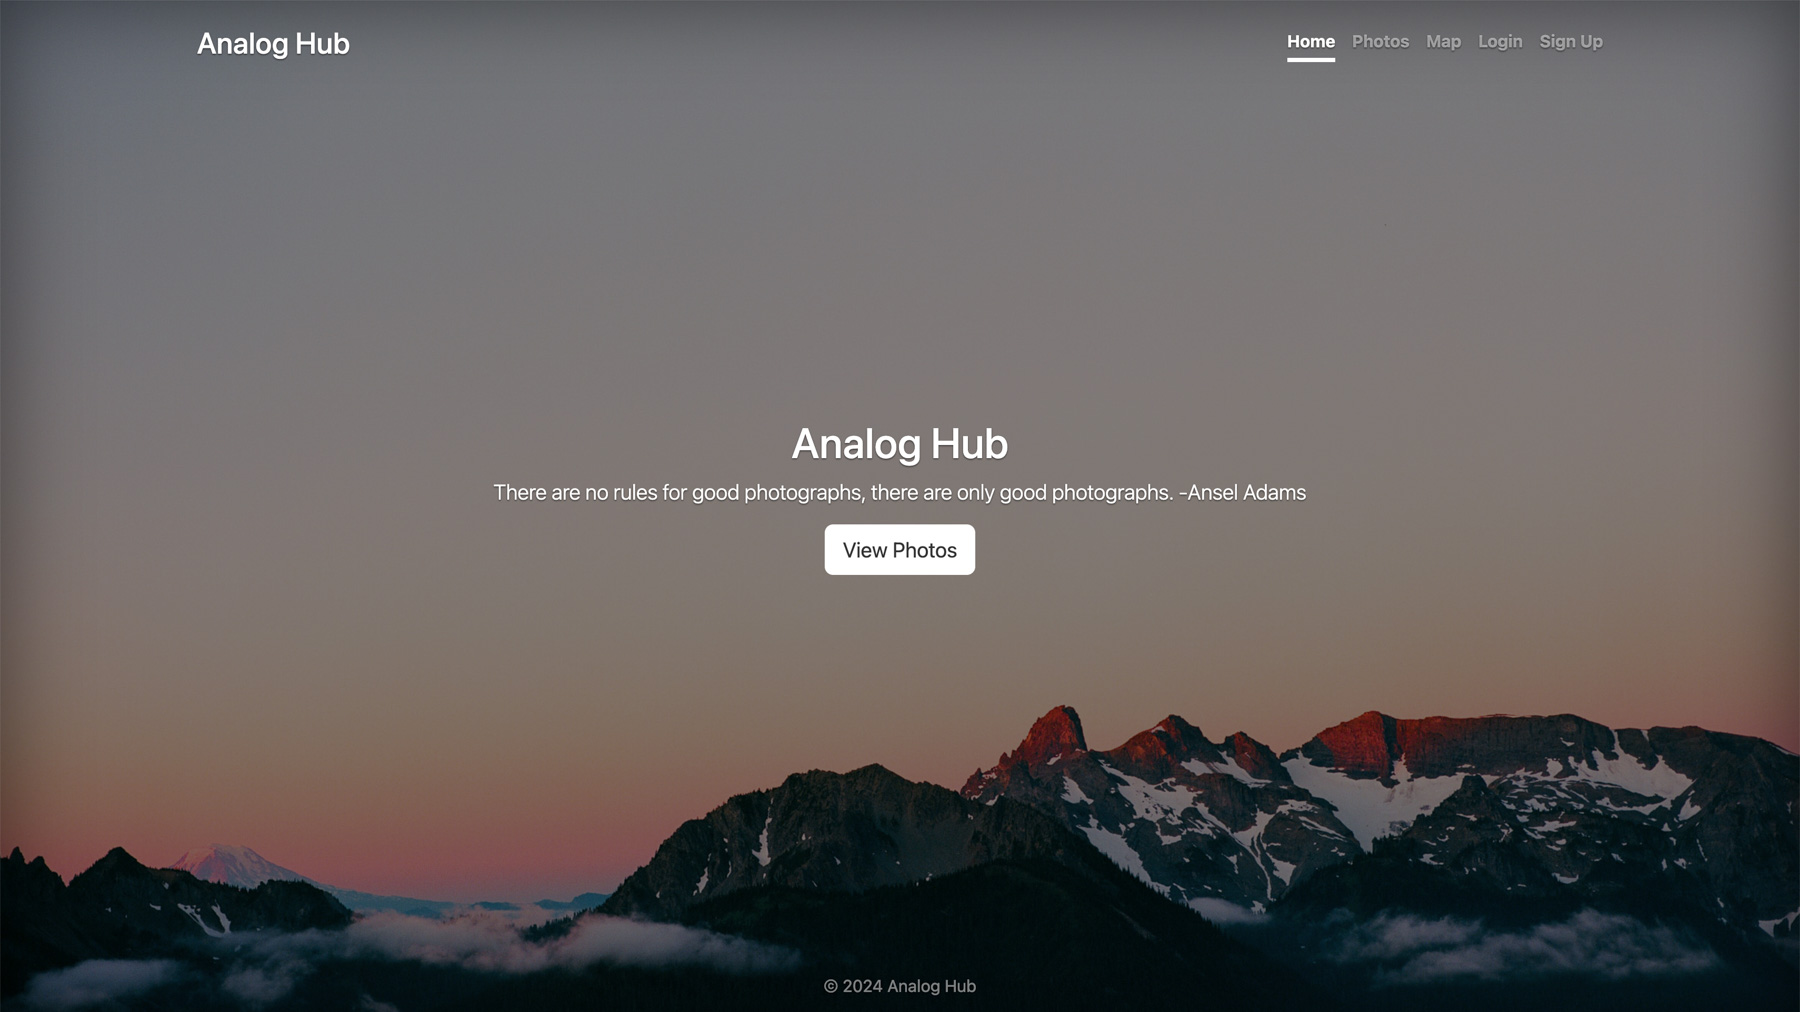 Analog Hub
Home Photos Map Login Sign Up
Analog Hub
There are no rules for good photographs, there are only good photographs. -Ansel Adams
View Photos
© 2024 Analog Hub